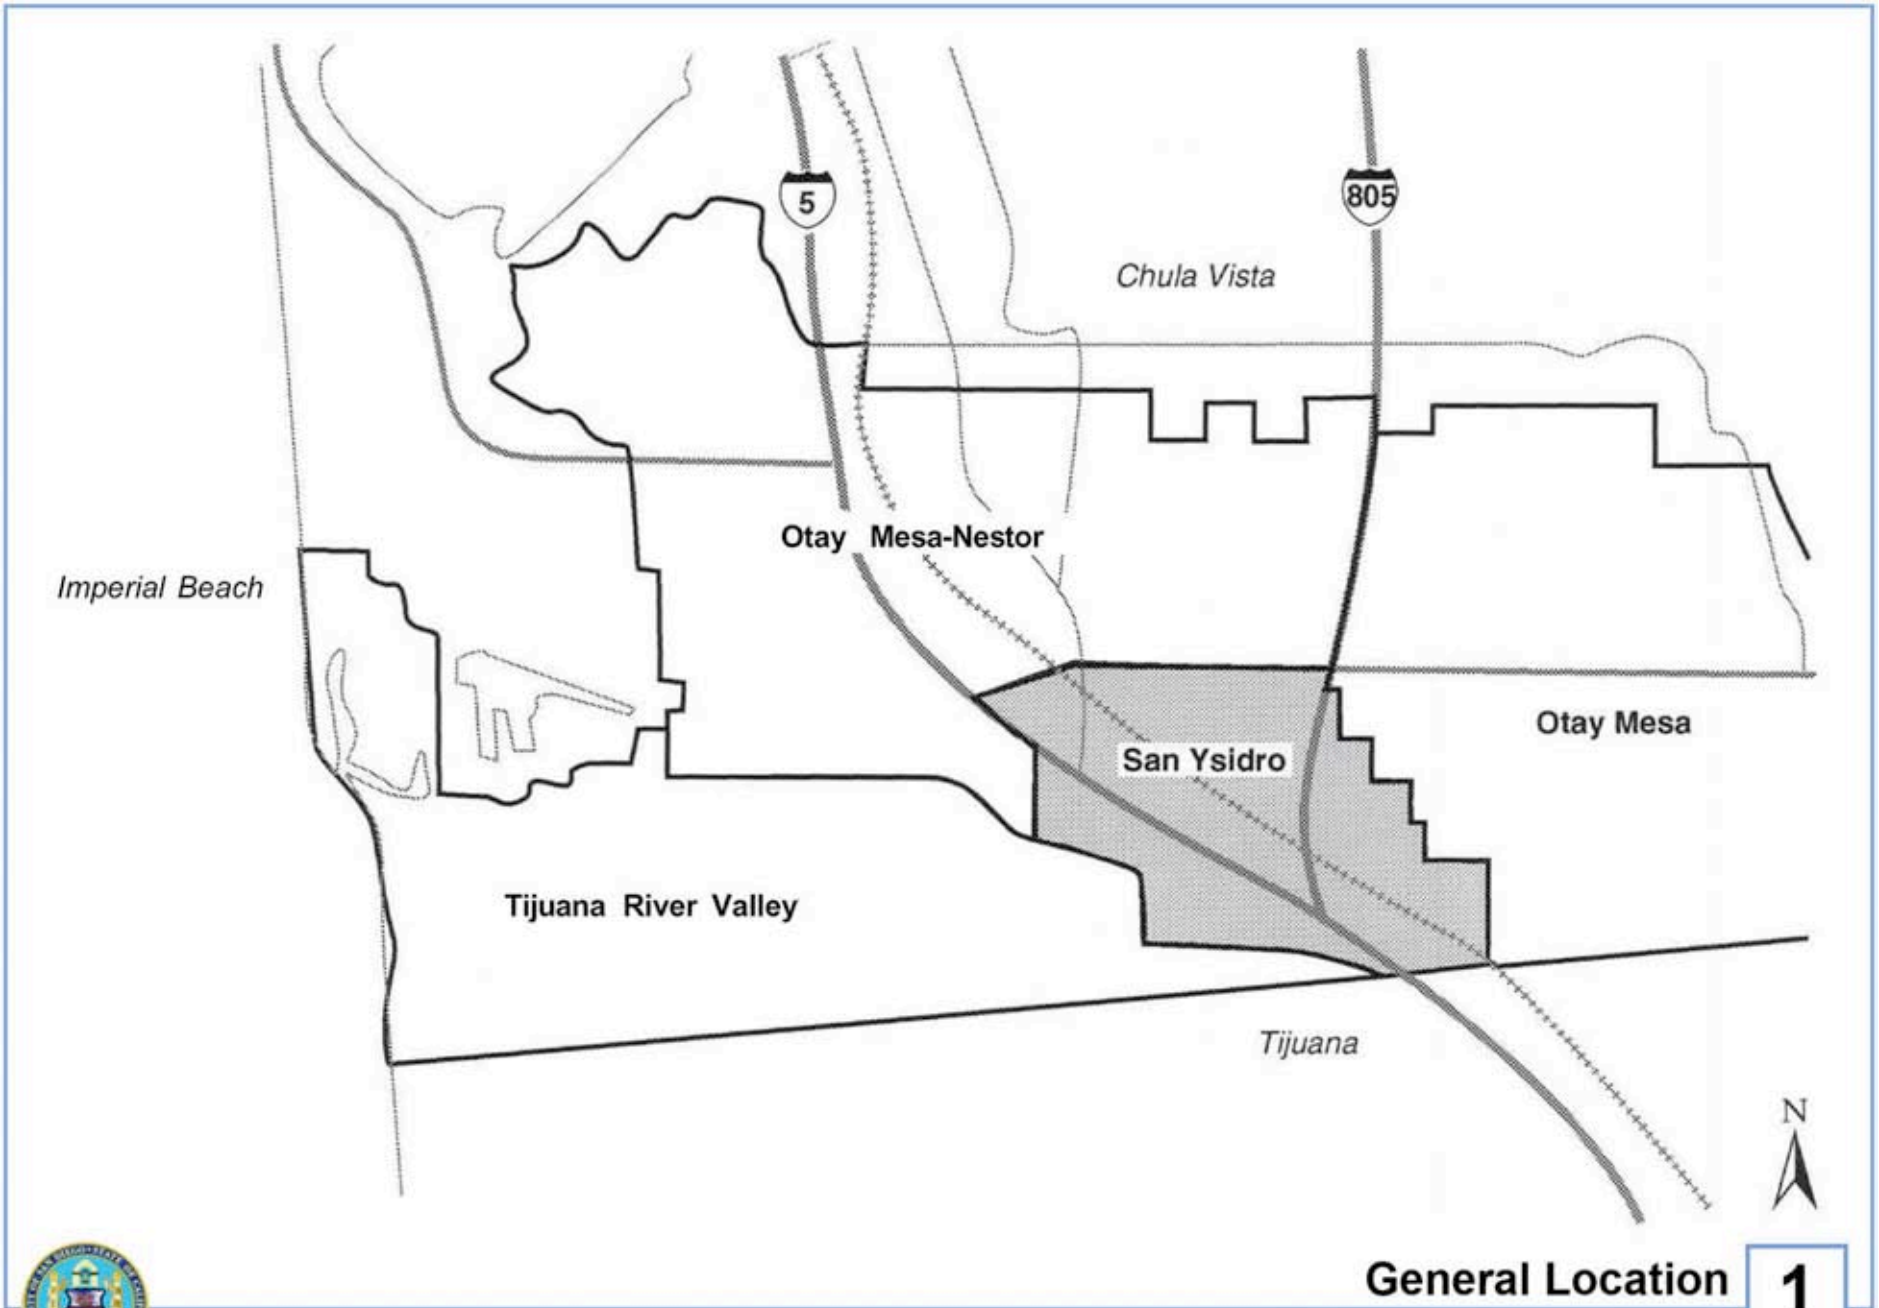 5
805
Chula Vista
Otay Mesa-Nestor
Imperial Beach
Otay Mesa
San Ysidro
Tijuana River Valley
Tijuana
N
General Location
1